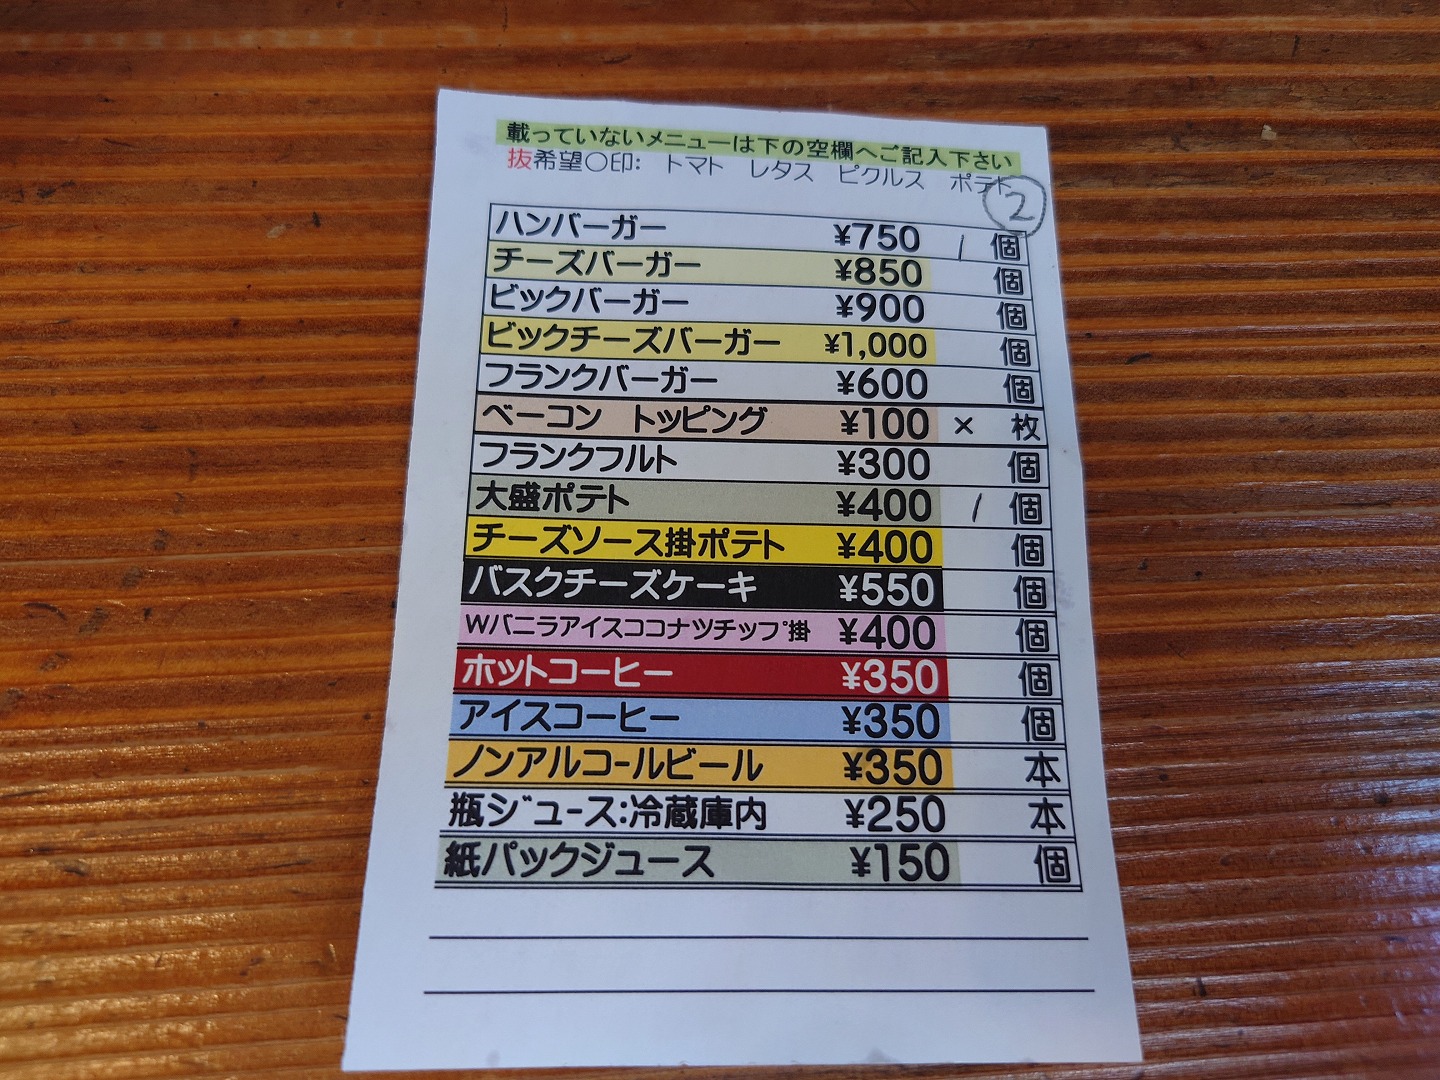 載っていないメニューは下の空欄へご記入下さい
抜希望〇印: トマト レタス ピクルス ポテト
②
ハンバーガー ¥750 1 個
チーズバーガー ¥850 個
ビックバーガー ¥900 個
ビックチーズバーガー ¥1,000 個
フランクバーガー ¥600 個
ベーコン トッピング ¥100 × 枚
フランクフルト ¥300 個
大盛ポテト ¥400 1 個
チーズソース掛ポテト ¥400 個
バスクチーズケーキ ¥550 個
Wバニラアイスココナツチップ掛 ¥400 個
ホットコーヒー ¥350 個
アイスコーヒー ¥350 個
ノンアルコールビール ¥350 本
瓶ジュース:冷蔵庫内 ¥250 本
紙パックジュース ¥150 個